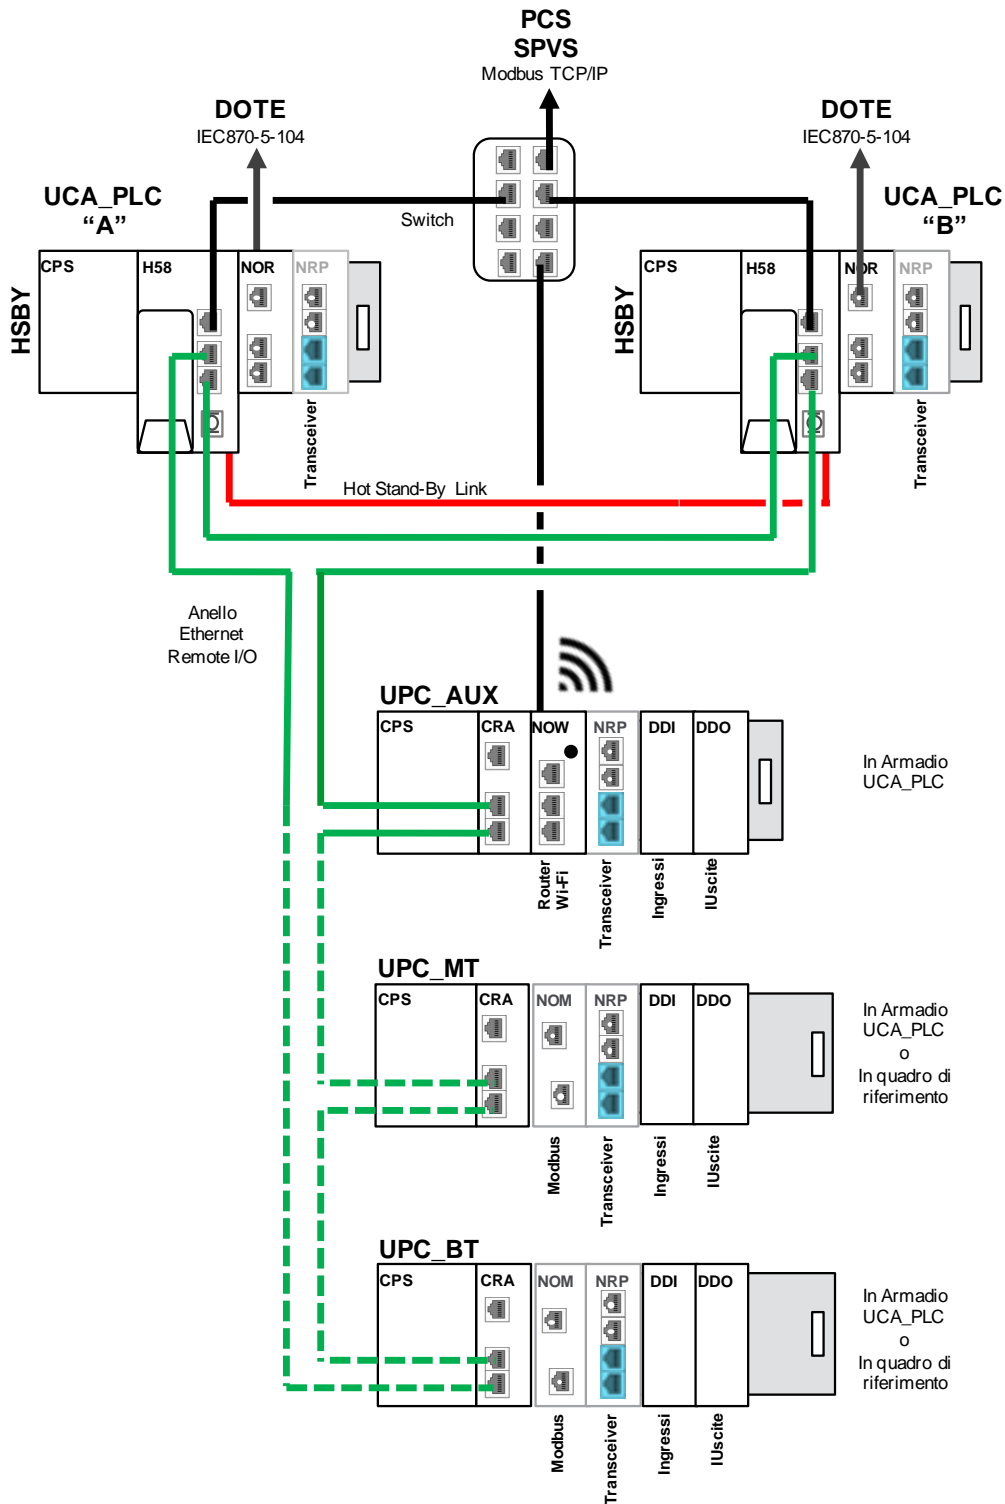 PCS
SPVS
Modbus TCP/IP
DOTE
IEC870-5-104
DOTE
IEC870-5-104
UCA_PLC
“A”
Switch
UCA_PLC
“B”
HSBY
CPS
H58
NOR
NRP
Transceiver
HSBY
CPS
H58
NOR
NRP
Transceiver
Hot Stand-By Link
Anello
Ethernet
Remote I/O
UPC_AUX
CPS
CRA
NOW
NRP
DDI
DDO
Router
Wi-Fi
Transceiver
Ingressi
IUscite
In Armadio
UCA_PLC
UPC_MT
CPS
CRA
NOM
NRP
DDI
DDO
Modbus
Transceiver
Ingressi
IUscite
In Armadio
UCA_PLC
o
In quadro di
riferimento
UPC_BT
CPS
CRA
NOM
NRP
DDI
DDO
Modbus
Transceiver
Ingressi
IUscite
In Armadio
UCA_PLC
o
In quadro di
riferimento